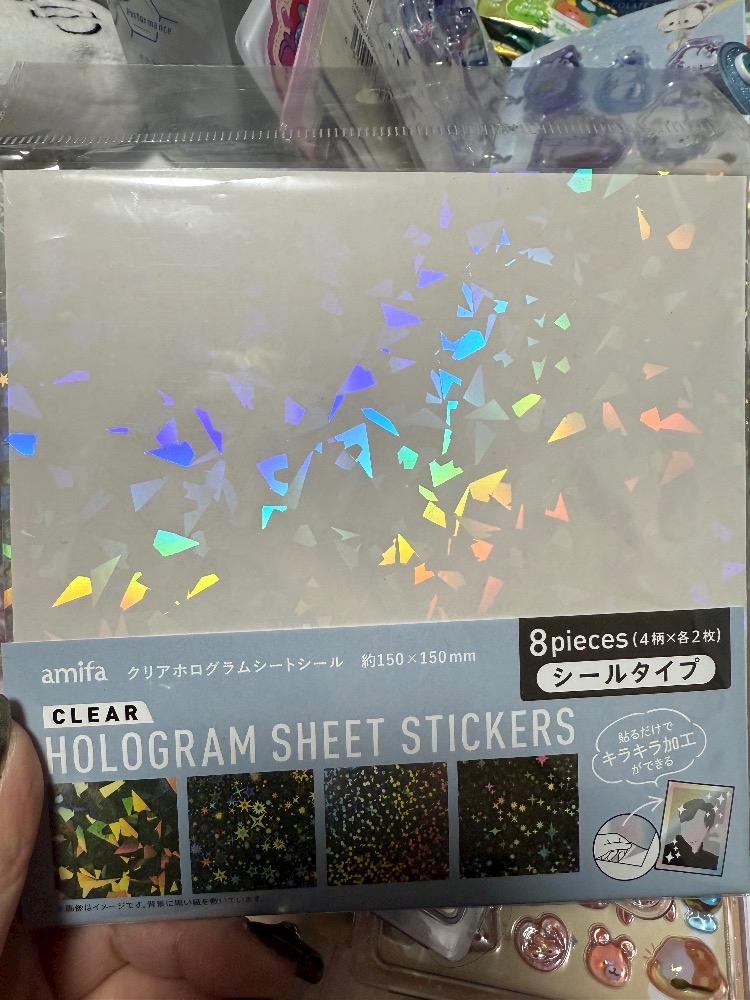 Performance
amifa クリアホログラムシートシール 約150×150mm
8pieces(4柄×各2枚)
シールタイプ
CLEAR
HOLOGRAM SHEET STICKERS
貼るだけで
キラキラ加工
ができる
※画像はイメージです。背景に黒い紙を敷いています。